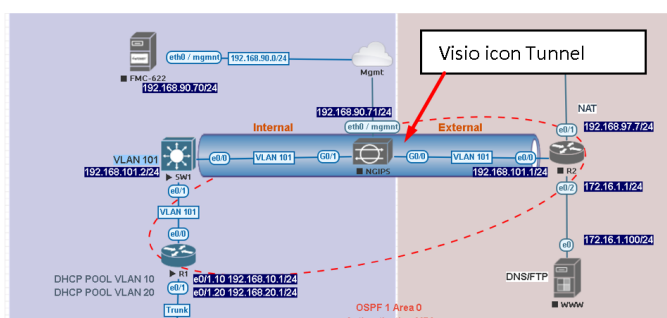 Visio icon Tunnel
eth0 / mgmnt
192.168.90.0/24
Mgmt
FMC-622
192.168.90.70/24
192.168.90.71/24
eth0 / mgmnt
NAT
e0/1
192.168.97.7/24
Internal
External
VLAN 101
192.168.101.2/24
SW1
e0/0
VLAN 101
G0/1
NGIPS
G0/0
VLAN 101
e0/0
192.168.101.1/24
R2
e0/1
VLAN 101
e0/0
e0/2
172.16.1.1/24
R1
DHCP POOL VLAN 10
e0/1.10 192.168.10.1/24
DHCP POOL VLAN 20
e0/1
e0/1.20 192.168.20.1/24
Trunk
e0
172.16.1.100/24
DNS/FTP
WWW
OSPF 1 Area 0